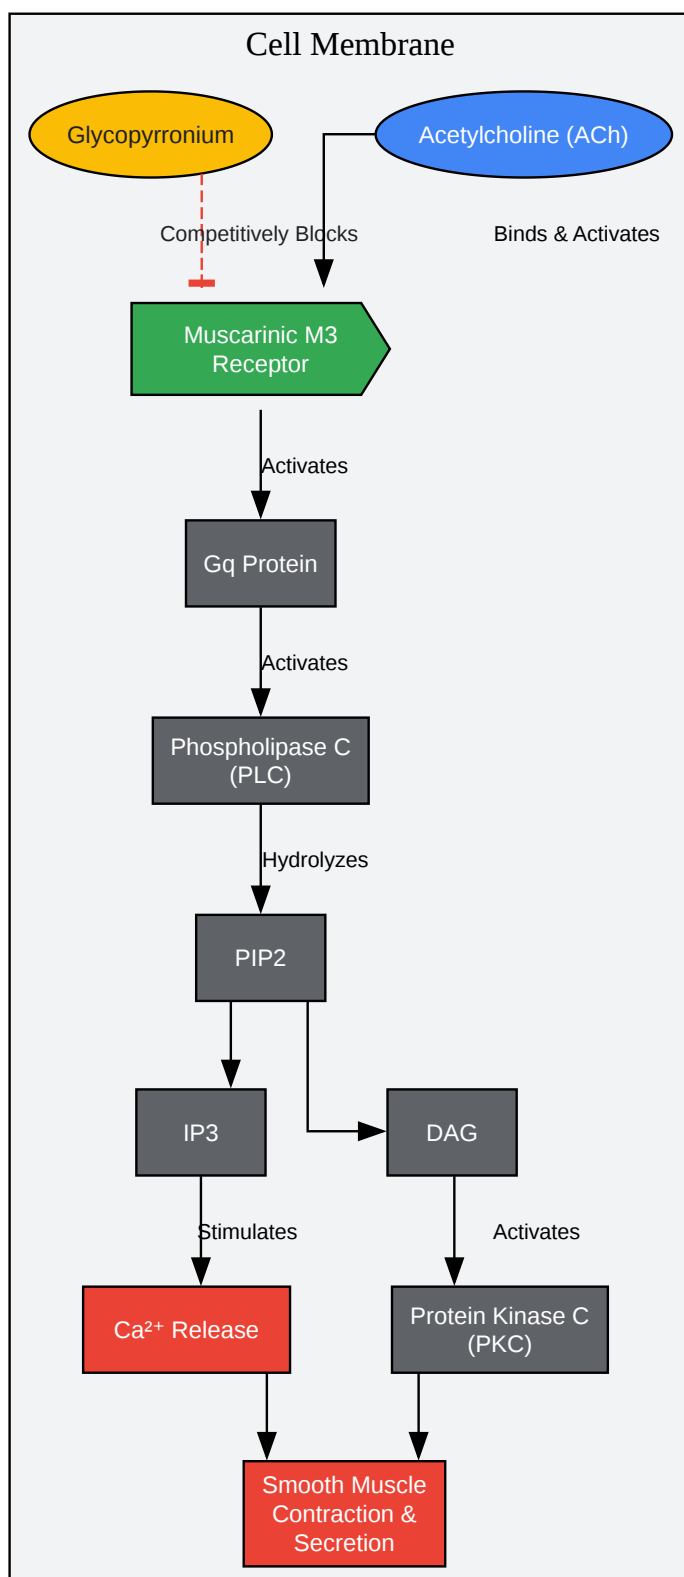 Cell Membrane
Glycopyrronium
Acetylcholine (ACh)
Competitively Blocks
Binds & Activates
Muscarinic M3
Receptor
Activates
Gq Protein
Activates
Phospholipase C
(PLC)
Hydrolyzes
PIP2
IP3
DAG
Stimulates
Activates
Ca²⁺ Release
Protein Kinase C
(PKC)
Smooth Muscle
Contraction &
Secretion